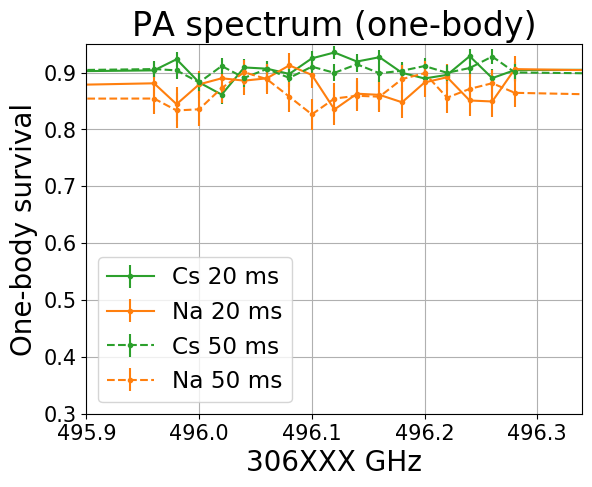 PA spectrum (one-body)
One-body survival
0.9
0.8
0.7
0.6
0.5
0.4
0.3
Cs 20 ms
Na 20 ms
Cs 50 ms
Na 50 ms
495.9 496.0 496.1 496.2 496.3
306XXX GHz